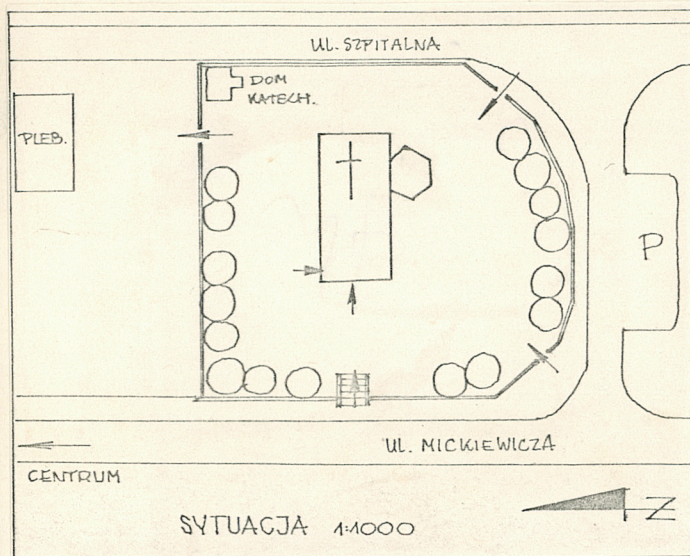 UL. SZPITALNA
DOM
KATECH.
PLEB.
P
UL. MICKIEWICZA
CENTRUM
SYTUACJA 1:1000
N